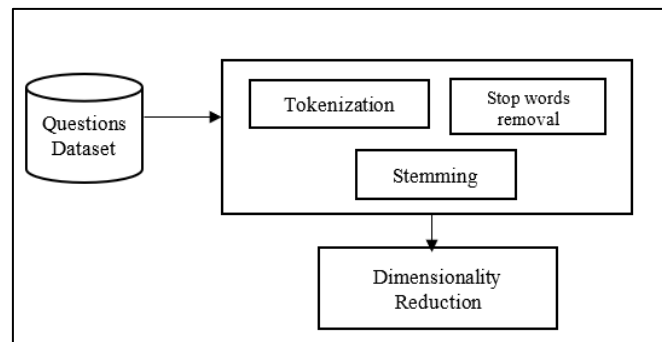 Questions
Dataset
Tokenization
Stop words
removal
Stemming
Dimensionality
Reduction